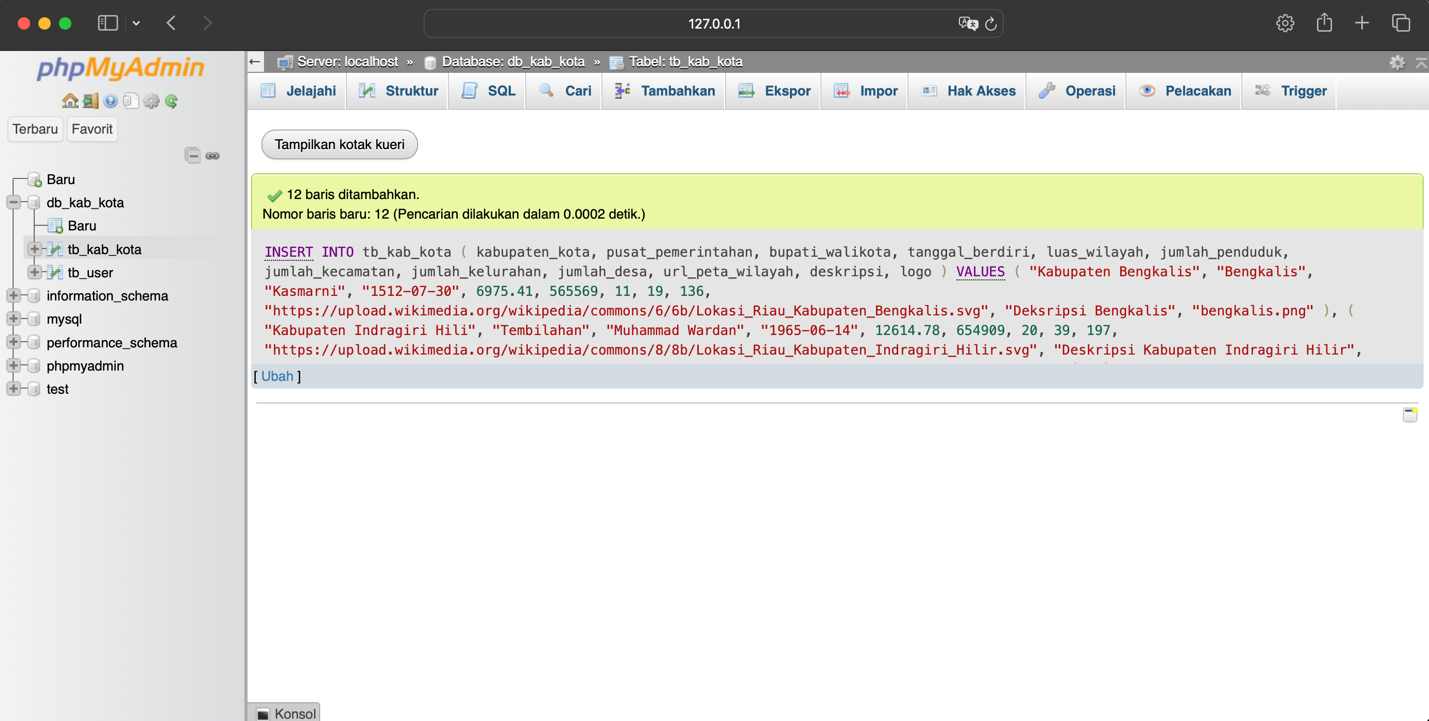 127.0.0.1
phpMyAdmin
Terbaru Favorit
Baru
db_kab_kota
Baru
tb_kab_kota
tb_user
information_schema
mysql
performance_schema
phpmyadmin
test
Server: localhost » Database: db_kab_kota » Tabel: tb_kab_kota
Jelajahi Struktur SQL Cari Tambahkan Ekspor Impor Hak Akses Operasi Pelacakan Trigger
Tampilkan kotak kueri
12 baris ditambahkan.
Nomor baris baru: 12 (Pencarian dilakukan dalam 0.0002 detik.)
INSERT INTO tb_kab_kota ( kabupaten_kota, pusat_pemerintahan, bupati_walikota, tanggal_berdiri, luas_wilayah, jumlah_penduduk,
jumlah_kecamatan, jumlah_kelurahan, jumlah_desa, url_peta_wilayah, deskripsi, logo ) VALUES ( "Kabupaten Bengkalis", "Bengkalis",
"Kasmarni", "1512-07-30", 6975.41, 565569, 11, 19, 136,
"https://upload.wikimedia.org/wikipedia/commons/6/6b/Lokasi_Riau_Kabupaten_Bengkalis.svg", "Deksripsi Bengkalis", "bengkalis.png" ), (
"Kabupaten Indragiri Hili", "Tembilahan", "Muhammad Wardan", "1965-06-14", 12614.78, 654909, 20, 39, 197,
"https://upload.wikimedia.org/wikipedia/commons/8/8b/Lokasi_Riau_Kabupaten_Indragiri_Hilir.svg", "Deskripsi Kabupaten Indragiri Hilir",
[ Ubah ]
Konsol